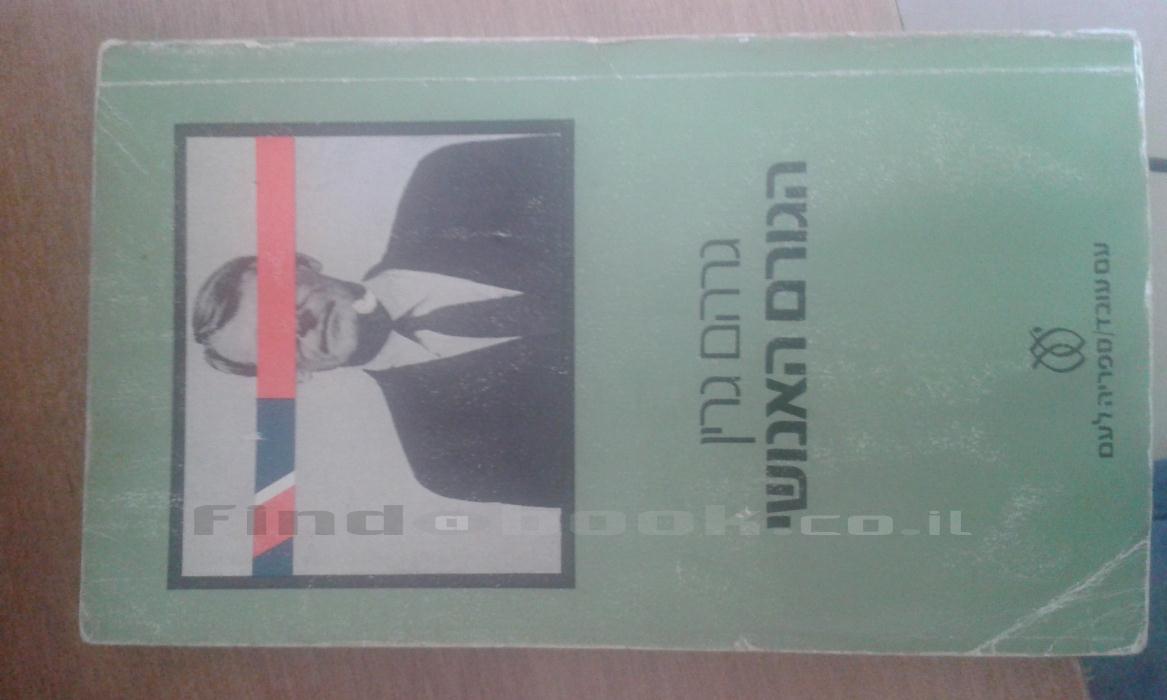 גרהם גרין
הגורם האנושי
עם עובד/ספריה לעם
findabook.co.il